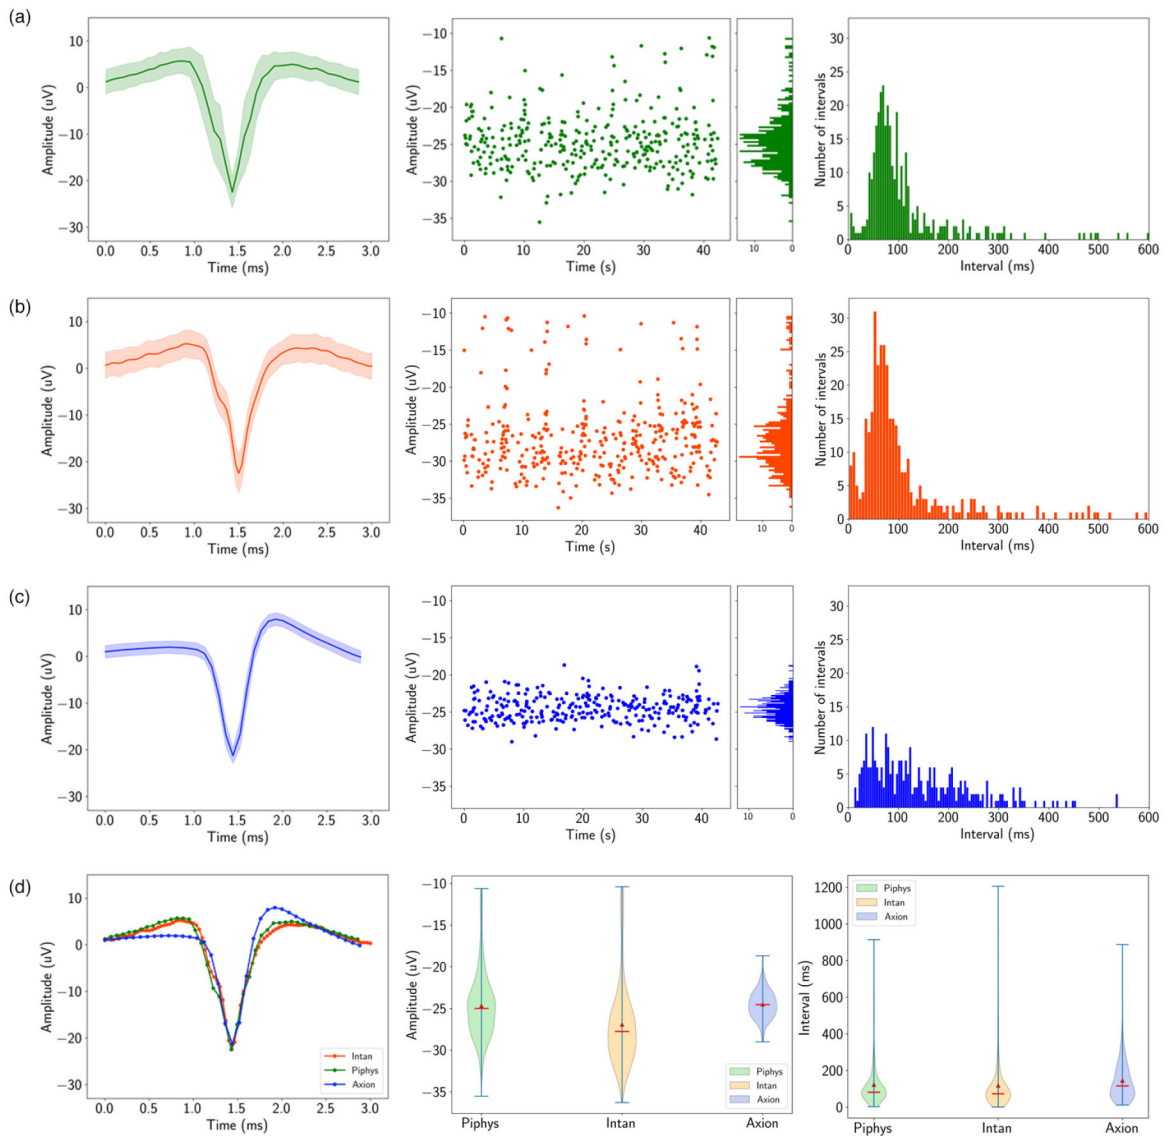 (a)
10
0
−10
−20
−30
Amplitude (uV)
0.0 0.5 1.0 1.5 2.0 2.5 3.0
Time (ms)
−10
−15
−20
−25
−30
−35
Amplitude (uV)
0 10 20 30 40
Time (s)
10 0
30
25
20
15
10
5
0
Number of intervals
0 100 200 300 400 500 600
Interval (ms)
(b)
10
0
−10
−20
−30
Amplitude (uV)
0.0 0.5 1.0 1.5 2.0 2.5 3.0
Time (ms)
−10
−15
−20
−25
−30
−35
Amplitude (uV)
0 10 20 30 40
Time (s)
10 0
30
25
20
15
10
5
0
Number of intervals
0 100 200 300 400 500 600
Interval (ms)
(c)
10
0
−10
−20
−30
Amplitude (uV)
0.0 0.5 1.0 1.5 2.0 2.5 3.0
Time (ms)
−10
−15
−20
−25
−30
−35
Amplitude (uV)
0 10 20 30 40
Time (s)
10 0
30
25
20
15
10
5
0
Number of intervals
0 100 200 300 400 500 600
Interval (ms)
(d)
10
0
−10
−20
−30
Amplitude (uV)
Intan
Piphys
Axion
0.0 0.5 1.0 1.5 2.0 2.5 3.0
Time (ms)
−10
−15
−20
−25
−30
−35
Amplitude (uV)
Piphys
Intan
Axion
Piphys Intan Axion
1200
1000
800
600
400
200
0
Interval (ms)
Piphys
Intan
Axion
Piphys Intan Axion